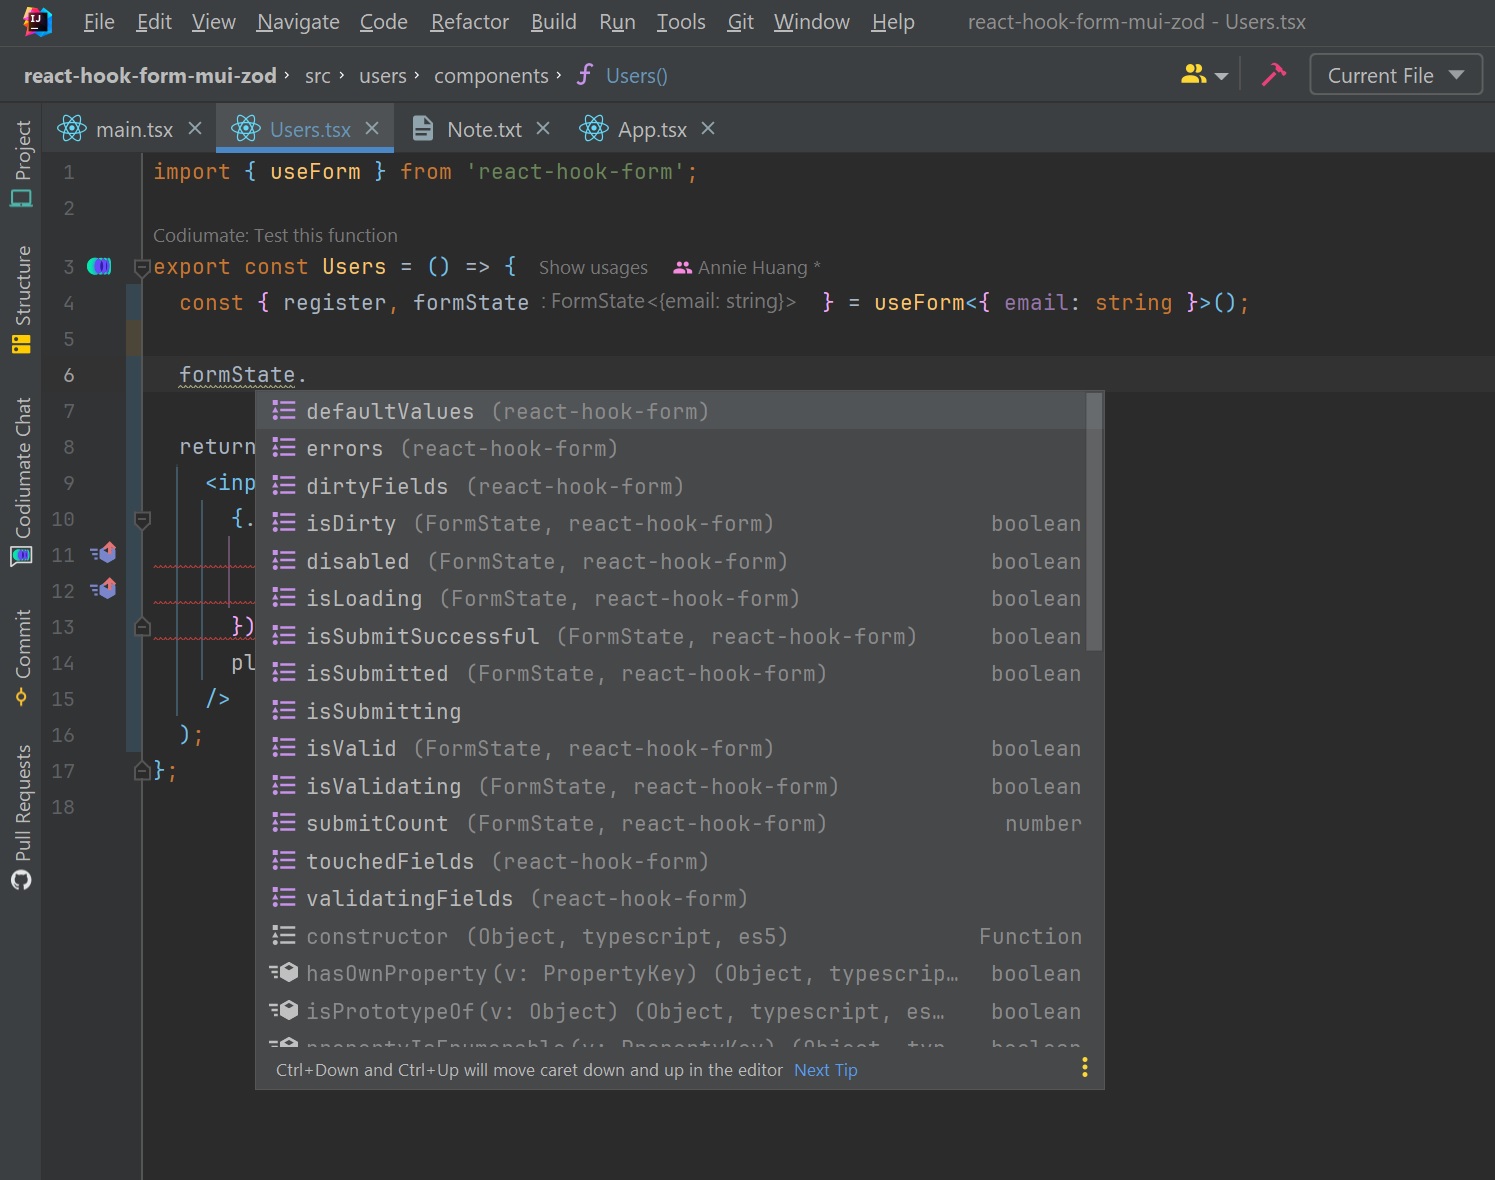 File Edit View Navigate Code Refactor Build Run Tools Git Window Help react-hook-form-mui-zod - Users.tsx
react-hook-form-mui-zod › src › users › components › Users() Current File
main.tsx Users.tsx Note.txt App.tsx
Project
Structure
Codiumate Chat
Commit
Pull Requests
1 import { useForm } from 'react-hook-form';
2
Codiumate: Test this function
3 export const Users = () => { Show usages Annie Huang *
4 const { register, formState : FormState<{email: string}> } = useForm<{ email: string }>();
5
6 formState.
7
8 return
9 <inp
10 {.
11
12
13 })
14 pl
15 />
16 );
17 };
18
defaultValues (react-hook-form)
errors (react-hook-form)
dirtyFields (react-hook-form)
isDirty (FormState, react-hook-form) boolean
disabled (FormState, react-hook-form) boolean
isLoading (FormState, react-hook-form) boolean
isSubmitSuccessful (FormState, react-hook-form) boolean
isSubmitted (FormState, react-hook-form) boolean
isSubmitting
isValid (FormState, react-hook-form) boolean
isValidating (FormState, react-hook-form) boolean
submitCount (FormState, react-hook-form) number
touchedFields (react-hook-form)
validatingFields (react-hook-form)
constructor (Object, typescript, es5) Function
hasOwnProperty(v: PropertyKey) (Object, typescrip… boolean
isPrototypeOf(v: Object) (Object, typescript, es… boolean
propertyIsEnumerable(v: PropertyKey) (Object, typ… boolean
Ctrl+Down and Ctrl+Up will move caret down and up in the editor Next Tip